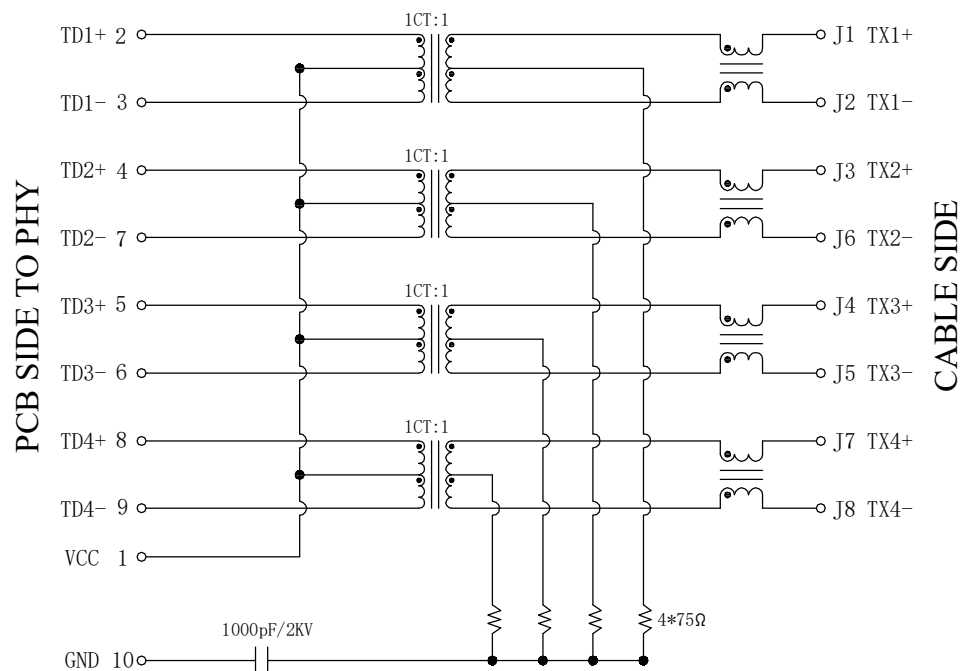 1CT:1
TD1+ 2
J1 TX1+
TD1- 3
J2 TX1-
1CT:1
TD2+ 4
J3 TX2+
TD2- 7
J6 TX2-
1CT:1
TD3+ 5
J4 TX3+
TD3- 6
J5 TX3-
1CT:1
TD4+ 8
J7 TX4+
TD4- 9
J8 TX4-
VCC 1
4*75Ω
1000pF/2KV
GND 10
PCB SIDE TO PHY
CABLE SIDE